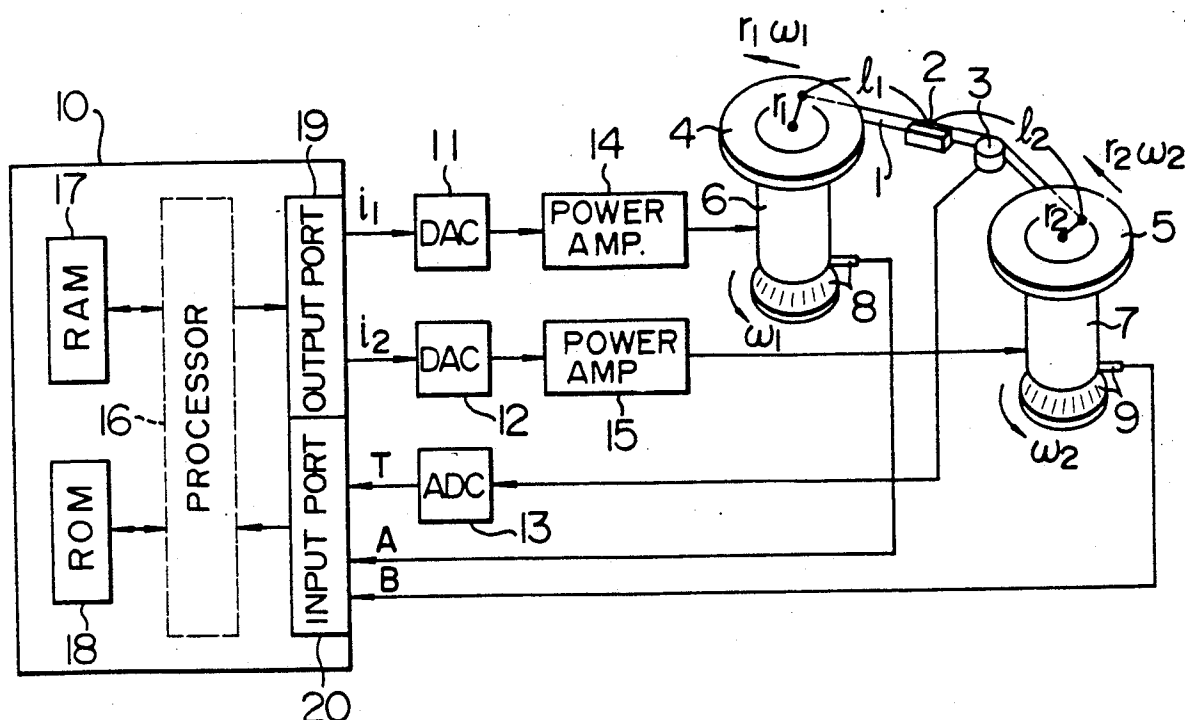 r₁ω₁
l₁
2
3
l₂
r₂ω₂
4
r₁
1
r₂
5
6
8
ω₁
7
9
ω₂
10
17
RAM
16
PROCESSOR
ROM
18
19
OUTPUT PORT
INPUT PORT
20
i₁
11
DAC
14
POWER
AMP.
i₂
DAC
12
POWER
AMP
15
T
ADC
13
A
B